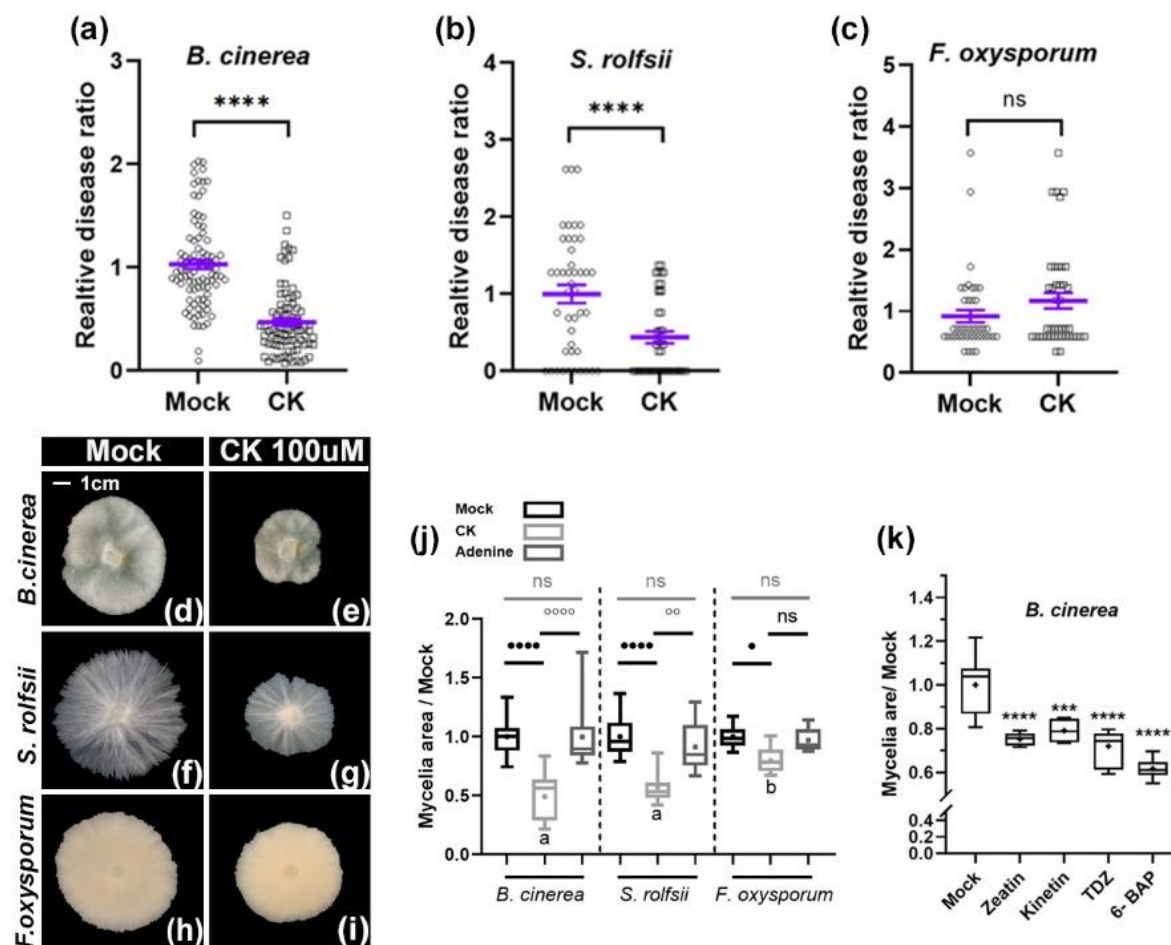 (a)
B. cinerea
****
Realtive disease ratio
3
2
1
0
Mock
CK
(b)
S. rolfsii
****
Realtive disease ratio
4
3
2
1
0
Mock
CK
(c)
F. oxysporum
ns
Realtive disease ratio
5
4
3
2
1
0
Mock
CK
Mock
CK 100uM
B.cinerea
1cm
(d)
(e)
S. rolfsii
(f)
(g)
F.oxysporum
(h)
(i)
(j)
Mock
CK
Adenine
ns
ns
ns
Mycelia area / Mock
2.0
1.5
1.0
0.5
0.0
●●●●
○○○○
●●●●
○○
●
ns
a
a
b
B. cinerea
S. rolfsii
F. oxysporum
(k)
B. cinerea
Mycelia are/ Mock
1.4
1.2
1.0
0.8
0.6
0.4
0.2
0.0
****
***
****
****
Mock
Zeatin
Kinetin
TDZ
6- BAP